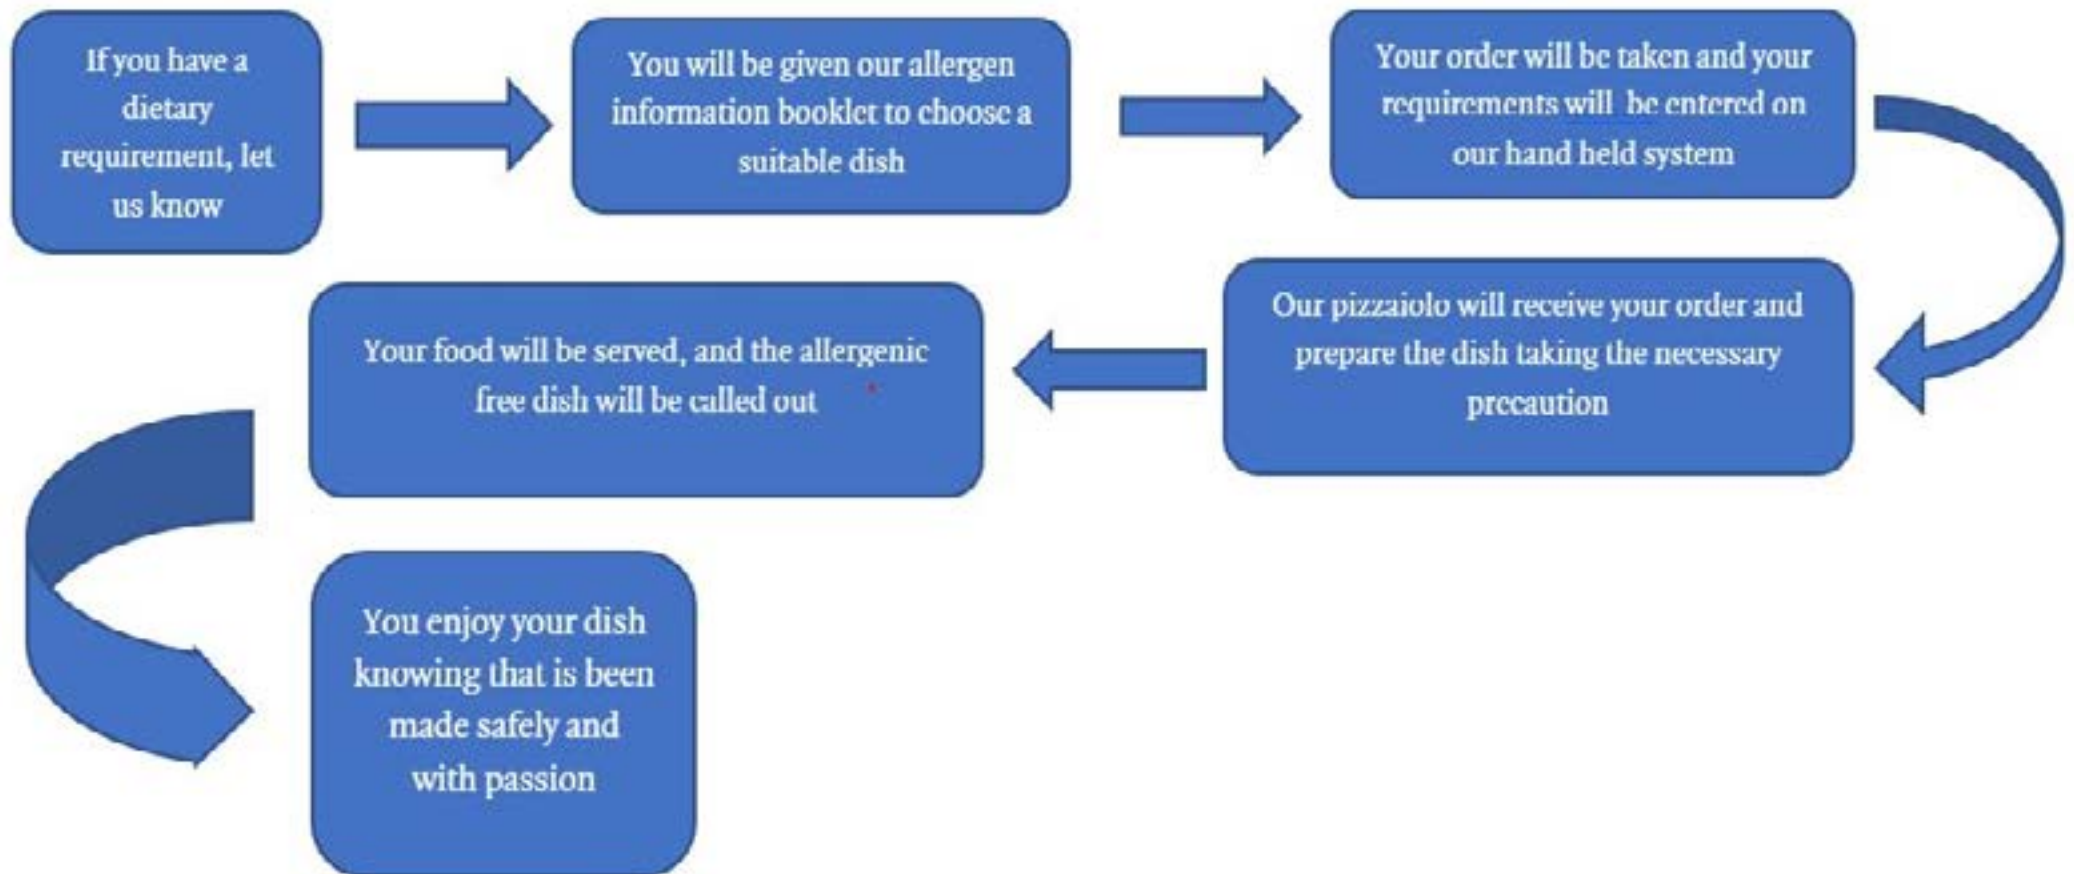 If you have a
dietary
requirement, let
us know
You will be given our allergen
information booklet to choose a
suitable dish
Your order will be taken and your
requirements will be entered on
our hand held system
Our pizzaiolo will receive your order and
prepare the dish taking the necessary
precaution
Your food will be served, and the allergenic
free dish will be called out
You enjoy your dish
knowing that is been
made safely and
with passion